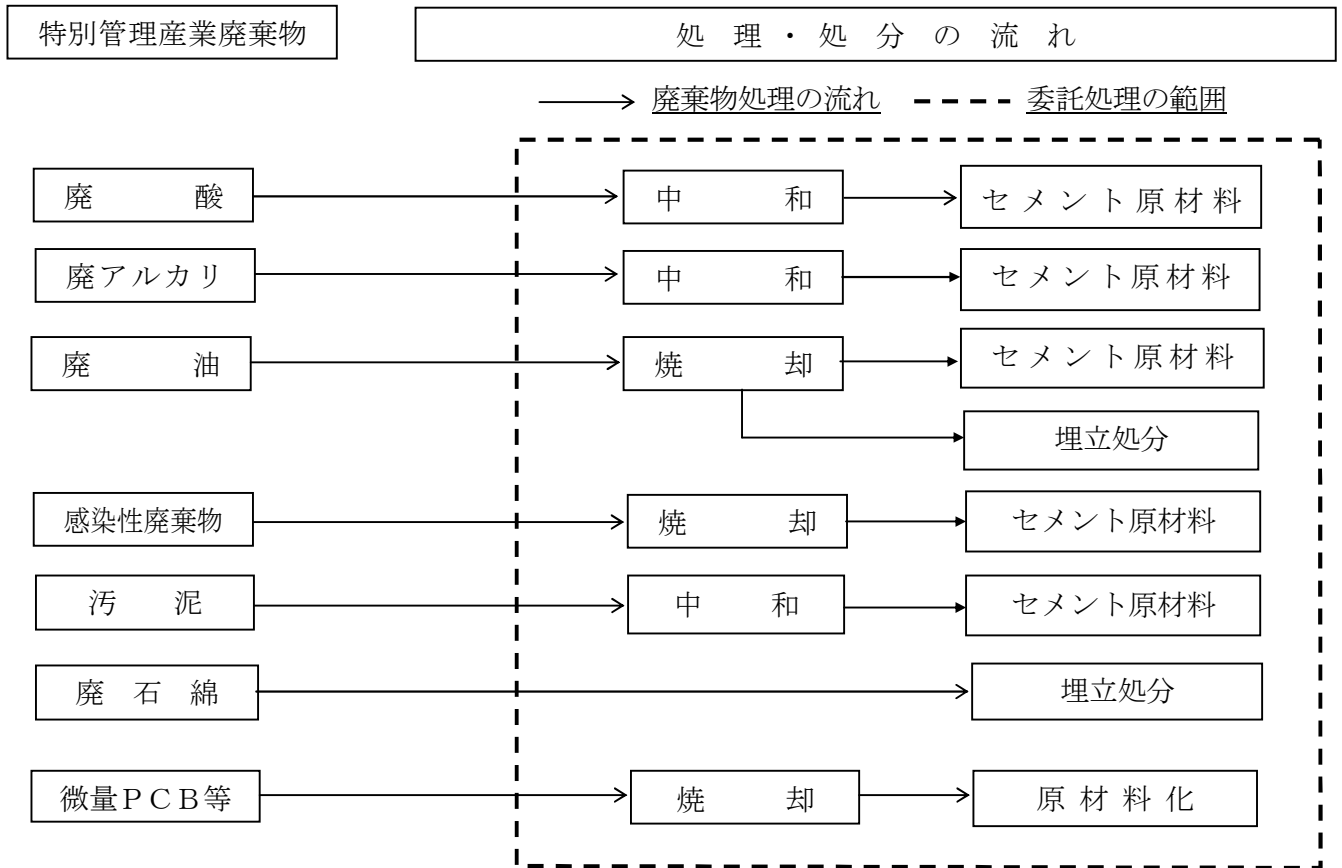 特別管理産業廃棄物
処理・処分の流れ
廃棄物処理の流れ
委託処理の範囲
廃酸
中和
セメント原材料
廃アルカリ
中和
セメント原材料
廃油
焼却
セメント原材料
埋立処分
感染性廃棄物
焼却
セメント原材料
汚泥
中和
セメント原材料
廃石綿
埋立処分
微量ＰＣＢ等
焼却
原材料化